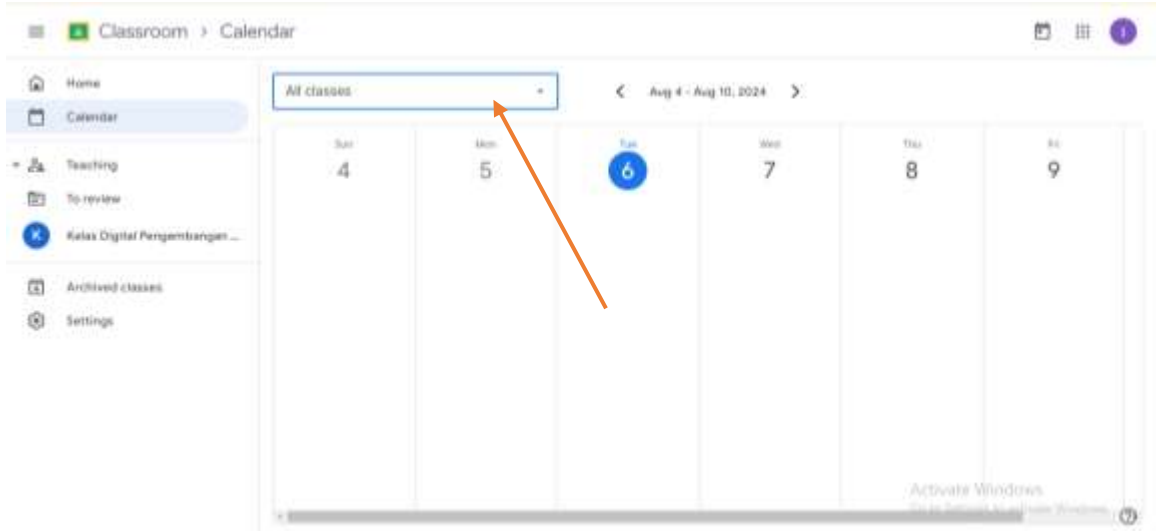 Classroom > Calendar
Home
Calendar
Teaching
To review
Kelas Digital Pengembangan ...
Archived classes
Settings
All classes
Aug 4 - Aug 10, 2024
Sun Mon Tue Wed Thu Fri
4 5 6 7 8 9
Activate Windows